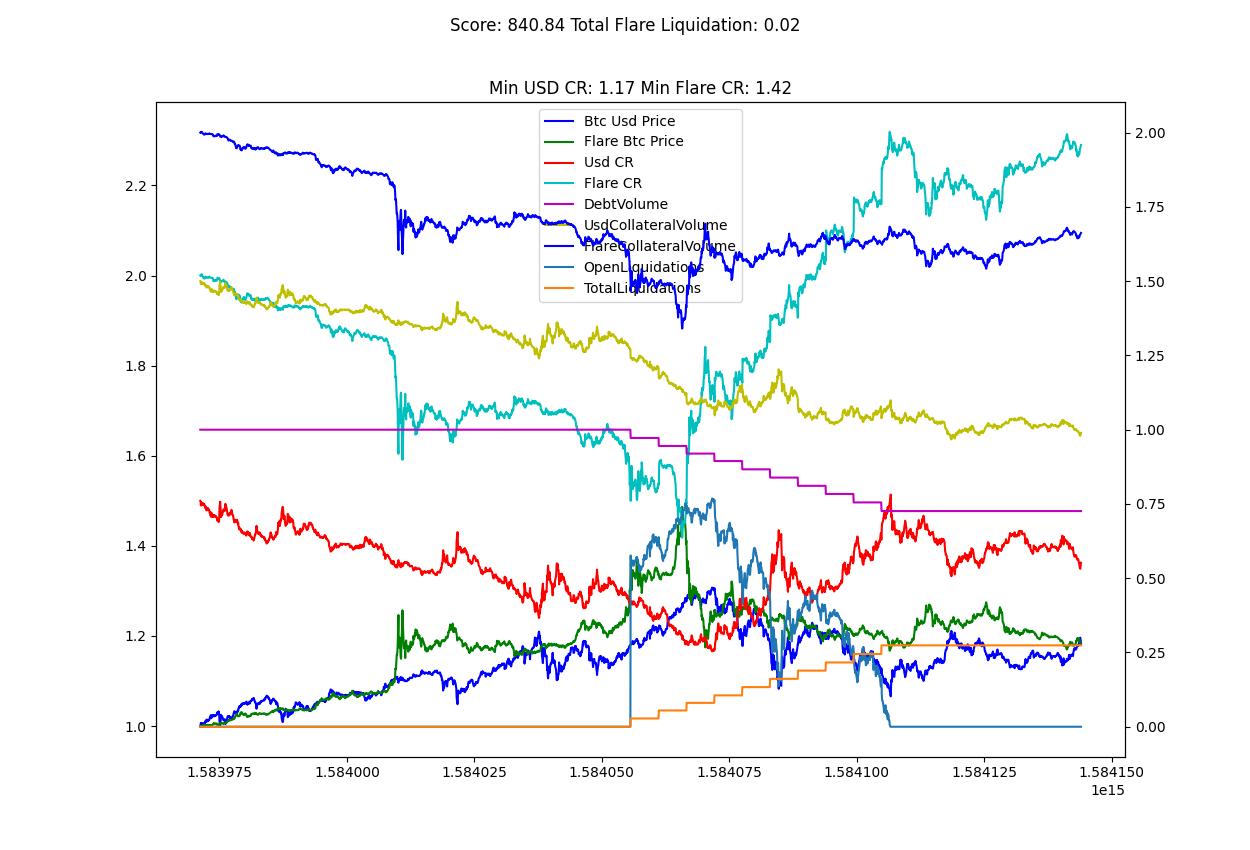 Score: 840.84 Total Flare Liquidation: 0.02
Min USD CR: 1.17 Min Flare CR: 1.42
Btc Usd Price
Flare Btc Price
Usd CR
Flare CR
DebtVolume
UsdCollateralVolume
FlareCollateralVolume
OpenLiquidations
TotalLiquidations
2.2
2.0
1.8
1.6
1.4
1.2
1.0
2.00
1.75
1.50
1.25
1.00
0.75
0.50
0.25
0.00
1.583975 1.584000 1.584025 1.584050 1.584075 1.584100 1.584125 1.584150
1e15